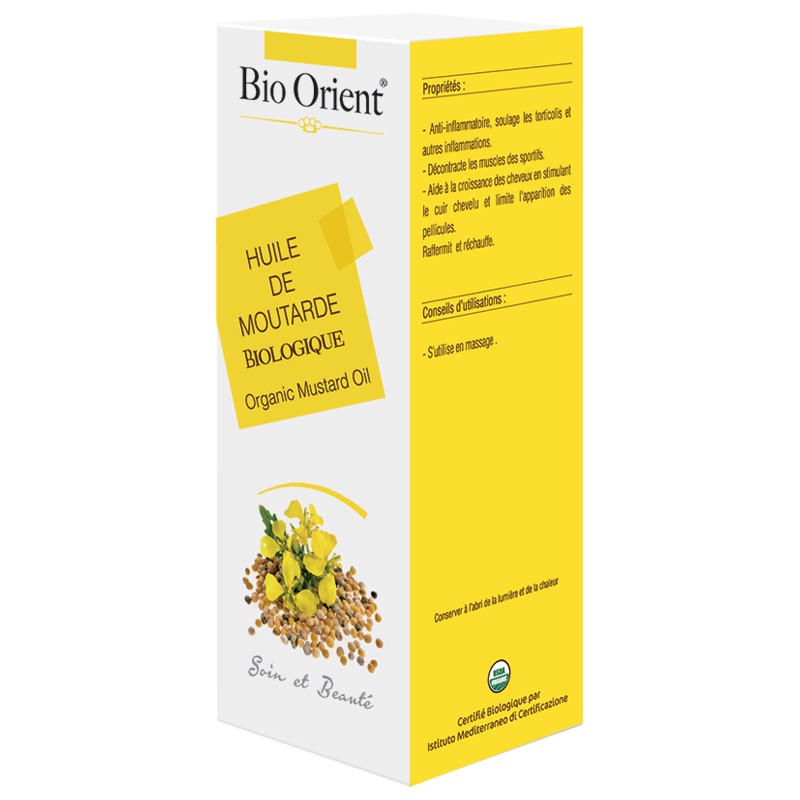 Bio Orient®
HUILE
DE
MOUTARDE
BIOLOGIQUE
Organic Mustard Oil
Soin et Beauté
Propriétés :
- Anti-inflammatoire, soulage les torticolis et
autres inflammations.
- Décontracte les muscles des sportifs.
- Aide à la croissance des cheveux en stimulant
le cuir chevelu et limite l'apparition des
pellicules.
Raffermit et réchauffe.
Conseils d'utilisations :
- S'utilise en massage .
Conserver à l'abri de la lumière et de la chaleur
USDA
ORGANIC
Certifié Biologique par
Istituto Mediterraneo di Certificazione